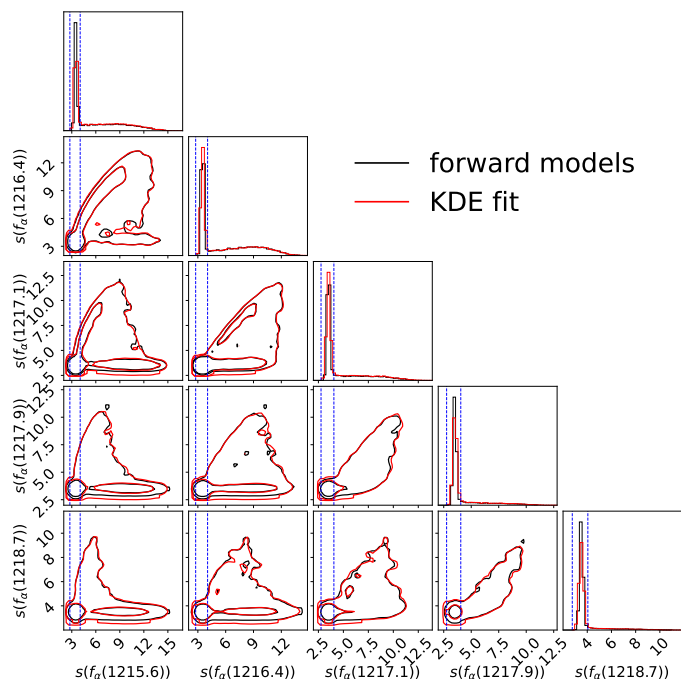 forward models
KDE fit
s(fα(1216.4))
12
9
6
3
s(fα(1217.1))
12.5
10.0
7.5
5.0
2.5
s(fα(1217.9))
12.5
10.0
7.5
5.0
2.5
s(fα(1218.7))
10
8
6
4
3 6 9 12 15
3 6 9 12
2.5 5.0 7.5 10.0 12.5
2.5 5.0 7.5 10.0 12.5
4 6 8 10
s(fα(1215.6)) s(fα(1216.4)) s(fα(1217.1)) s(fα(1217.9)) s(fα(1218.7))